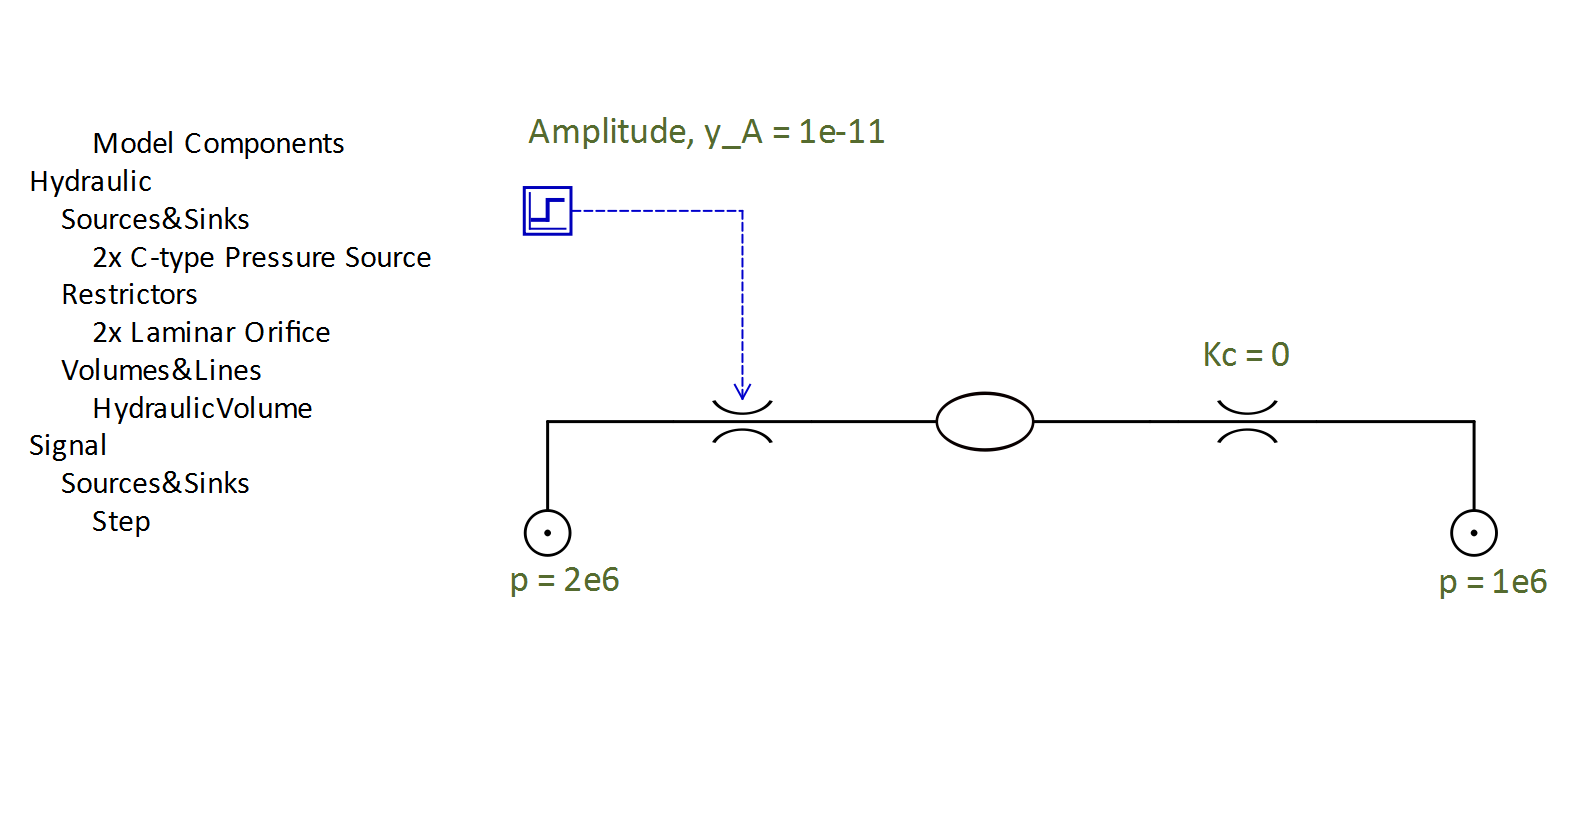 Model Components
Hydraulic
Sources&Sinks
2x C-type Pressure Source
Restrictors
2x Laminar Orifice
Volumes&Lines
HydraulicVolume
Signal
Sources&Sinks
Step
Amplitude, y_A = 1e-11
Kc = 0
p = 2e6
p = 1e6